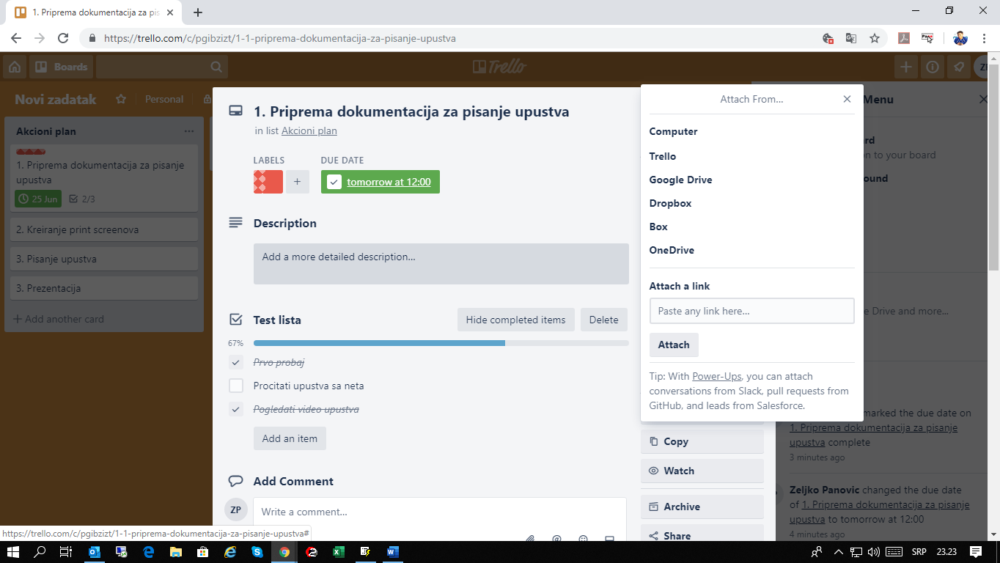 1. Priprema dokumentacija za pis
https://trello.com/c/pgibzizt/1-1-priprema-dokumentacija-za-pisanje-upustva
Boards
Trello
Novi zadatak
Personal
Akcioni plan
1. Priprema dokumentacija za pisanje
upustva
25 Jun
2/3
2. Kreiranje print screenova
3. Pisanje upustva
3. Prezentacija
Add another card
1. Priprema dokumentacija za pisanje upustva
in list Akcioni plan
LABELS
DUE DATE
tomorrow at 12:00
Description
Add a more detailed description...
Test lista
Hide completed items
Delete
67%
Prvo probaj
Procitati upustva sa neta
Pogledati video upustva
Add an item
Add Comment
ZP
Write a comment...
Attach From...
Computer
Trello
Google Drive
Dropbox
Box
OneDrive
Attach a link
Paste any link here...
Attach
Tip: With Power-Ups, you can attach
conversations from Slack, pull requests from
GitHub, and leads from Salesforce.
Copy
Watch
Archive
Share
Menu
to your board
Drive and more...
marked the due date on
1. Priprema dokumentacija za pisanje
upustva complete
3 minutes ago
Zeljko Panovic changed the due date
of 1. Priprema dokumentacija za pisanje
upustva to tomorrow at 12:00
4 minutes ago
https://trello.com/c/pgibzizt/1-1-priprema-dokumentacija-za-pisanje-upustva#
SRP
23.23